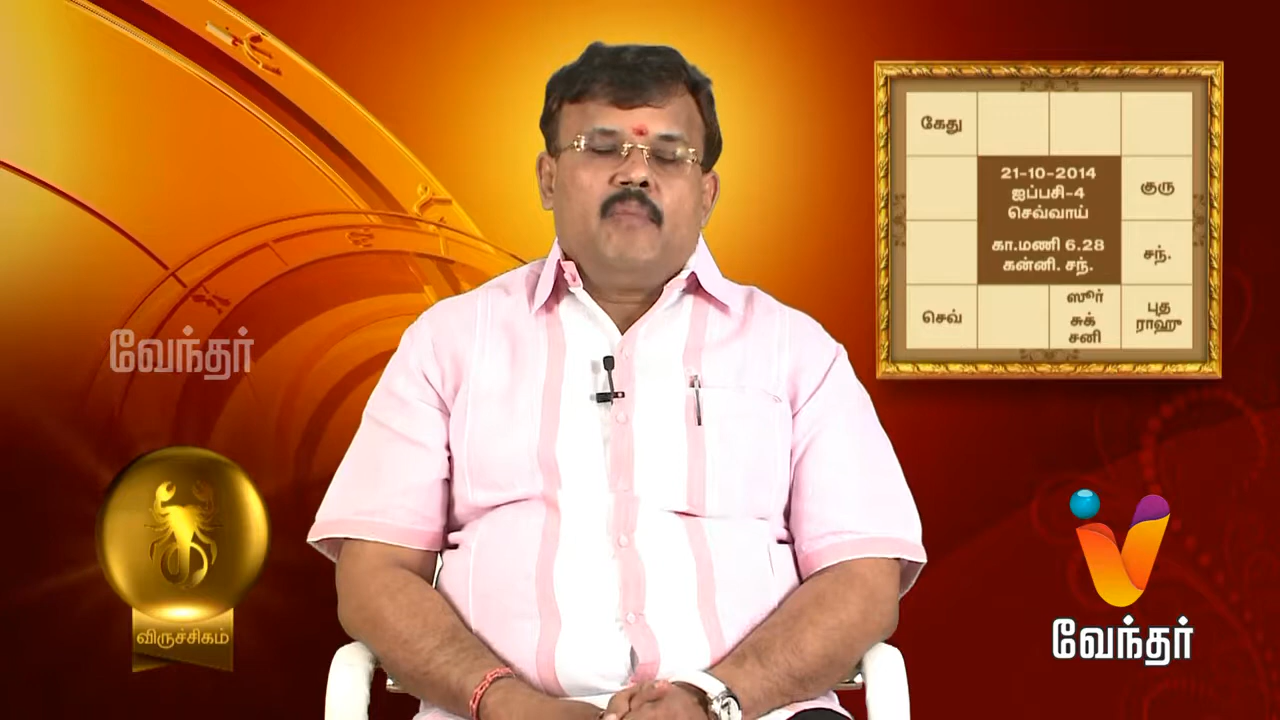 கேது
21-10-2014
ஐப்பசி-4
செவ்வாய்
கா.மணி 6.28
கன்னி. சந்.
குரு
சந்.
செவ்
ஸூர்
சுக்
சனி
புத
ராஹு
வேந்தர்
விருச்சிகம்
வேந்தர்